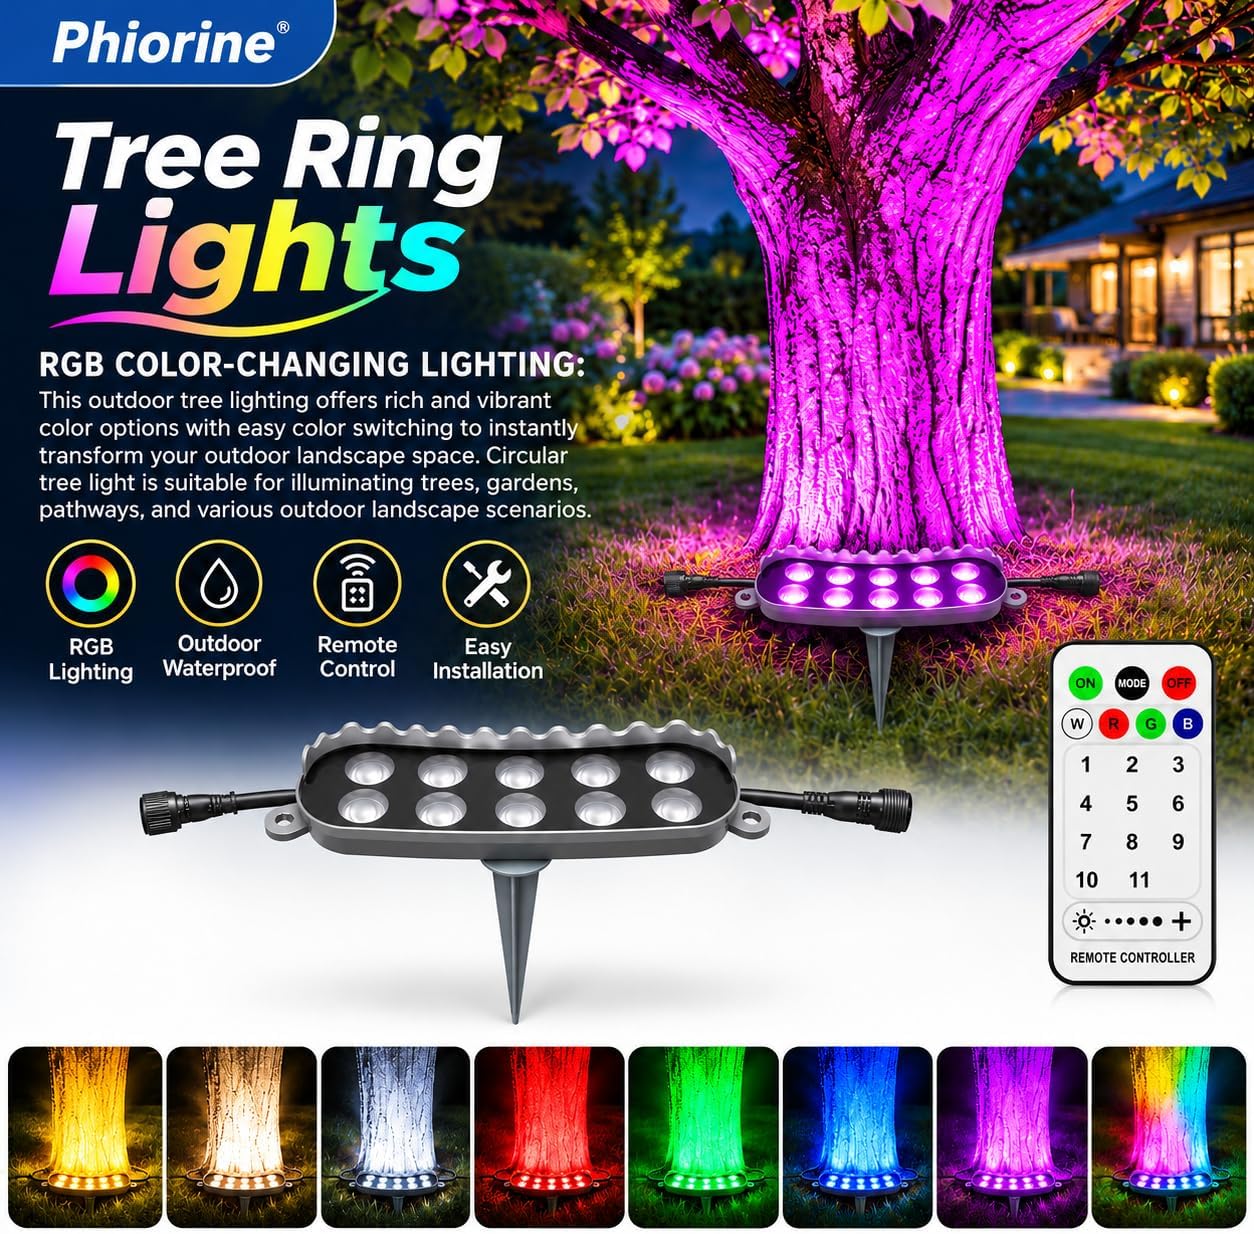 Phiorine®
Tree Ring
Lights
RGB COLOR-CHANGING LIGHTING:
This outdoor tree lighting offers rich and vibrant
color options with easy color switching to instantly
transform your outdoor landscape space. Circular
tree light is suitable for illuminating trees, gardens,
pathways, and various outdoor landscape scenarios.
RGB
Lighting
Outdoor
Waterproof
Remote
Control
Easy
Installation
ON MODE OFF
W R G B
1 2 3
4 5 6
7 8 9
10 11
+
REMOTE CONTROLLER